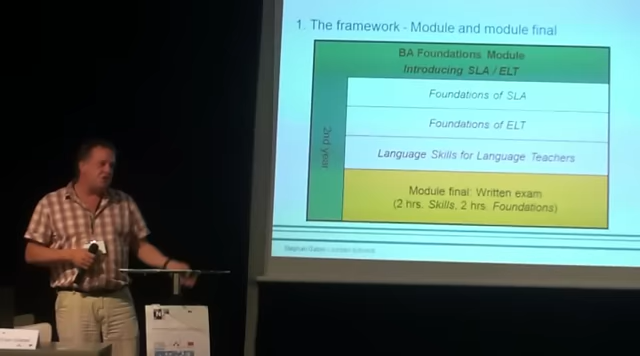 1. The framework - Module and module final
BA Foundations Module
Introducing SLA / ELT
2nd year
Foundations of SLA
Foundations of ELT
Language Skills for Language Teachers
Module final: Written exam
(2 hrs. Skills, 2 hrs. Foundations)